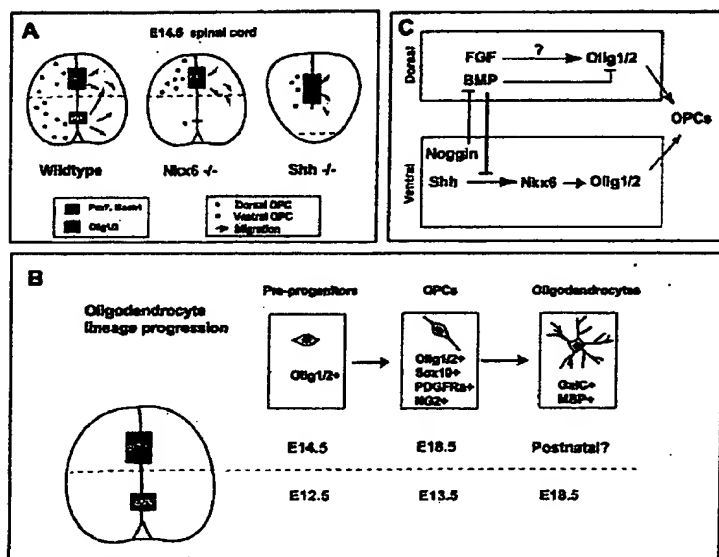 A
E14.5 spinal cord
Wildtype
Nkx6 -/-
Shh -/-
Olig1/2
Dorsal OPC
Ventral OPC
Migration
C
Dorsal
FGF
?
Olig1/2
BMP
OPCs
Ventral
Noggin
Shh
Nkx6
Olig1/2
B
Oligodendrocyte
lineage progression
Pre-progenitors
OPCs
Oligodendrocytes
Olig1/2+
Olig1/2+
Sox10+
PDGFRa+
NG2+
GalC+
MBP+
E14.5
E18.5
Postnatal?
E12.5
E13.5
E18.5